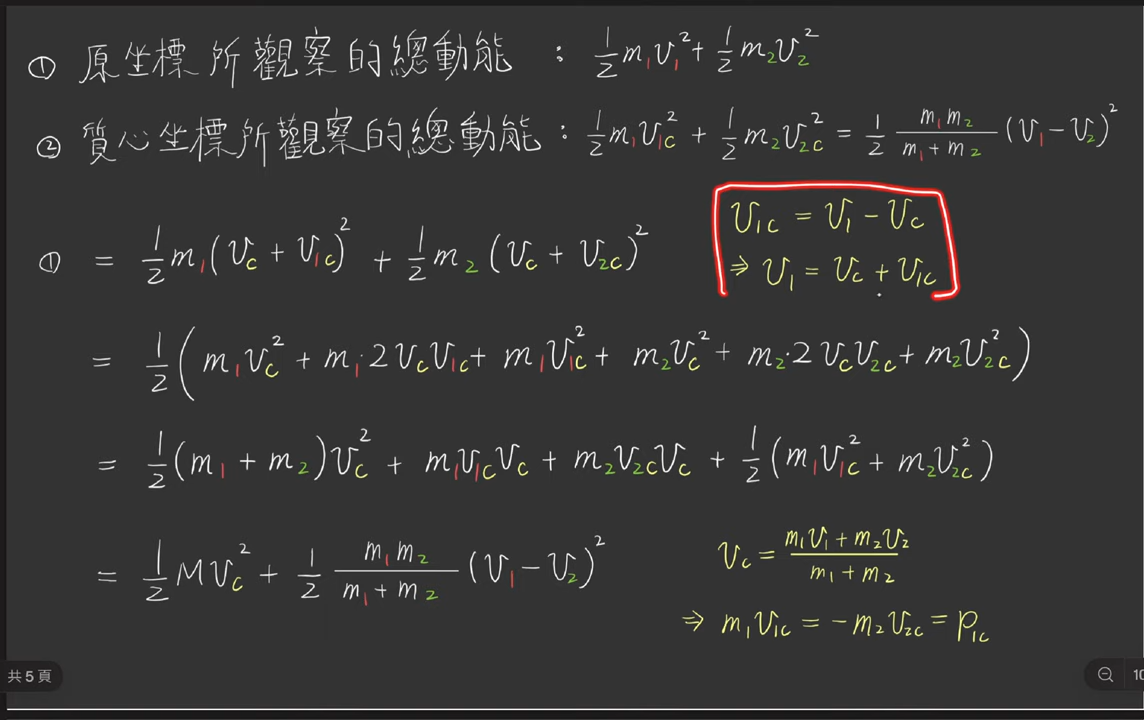 ① 原坐標所觀察的總動能 : ½m₁v₁² + ½m₂v₂²
② 質心坐標所觀察的總動能 : ½m₁v₁c² + ½m₂v₂c² = ½ (m₁m₂)/(m₁+m₂) (v₁−v₂)²
v₁c = v₁ − vc
① = ½m₁(vc + v₁c)² + ½m₂(vc + v₂c)²
⇒ v₁ = vc + v₁c
= ½(m₁vc² + m₁·2vcv₁c + m₁v₁c² + m₂vc² + m₂·2vcv₂c + m₂v₂c²)
= ½(m₁ + m₂)vc² + m₁v₁cvc + m₂v₂cvc + ½(m₁v₁c² + m₂v₂c²)
= ½Mvc² + ½ (m₁m₂)/(m₁+m₂) (v₁−v₂)²
vc = (m₁v₁ + m₂v₂)/(m₁ + m₂)
⇒ m₁v₁c = −m₂v₂c = p₁c
共 5 頁
10